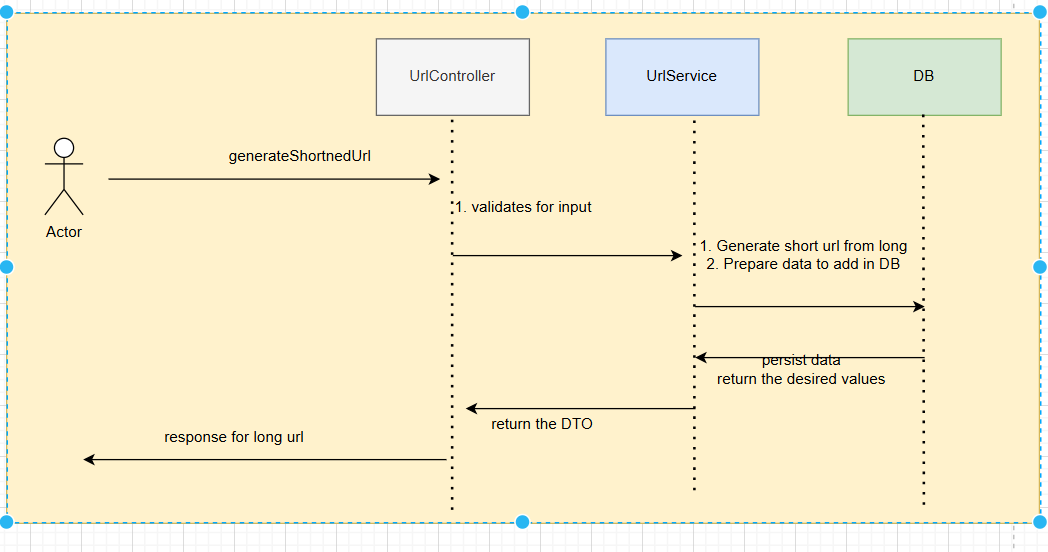 UrlController
UrlService
DB
generateShortnedUrl
Actor
1. validates for input
1. Generate short url from long
2. Prepare data to add in DB
persist data
return the desired values
return the DTO
response for long url